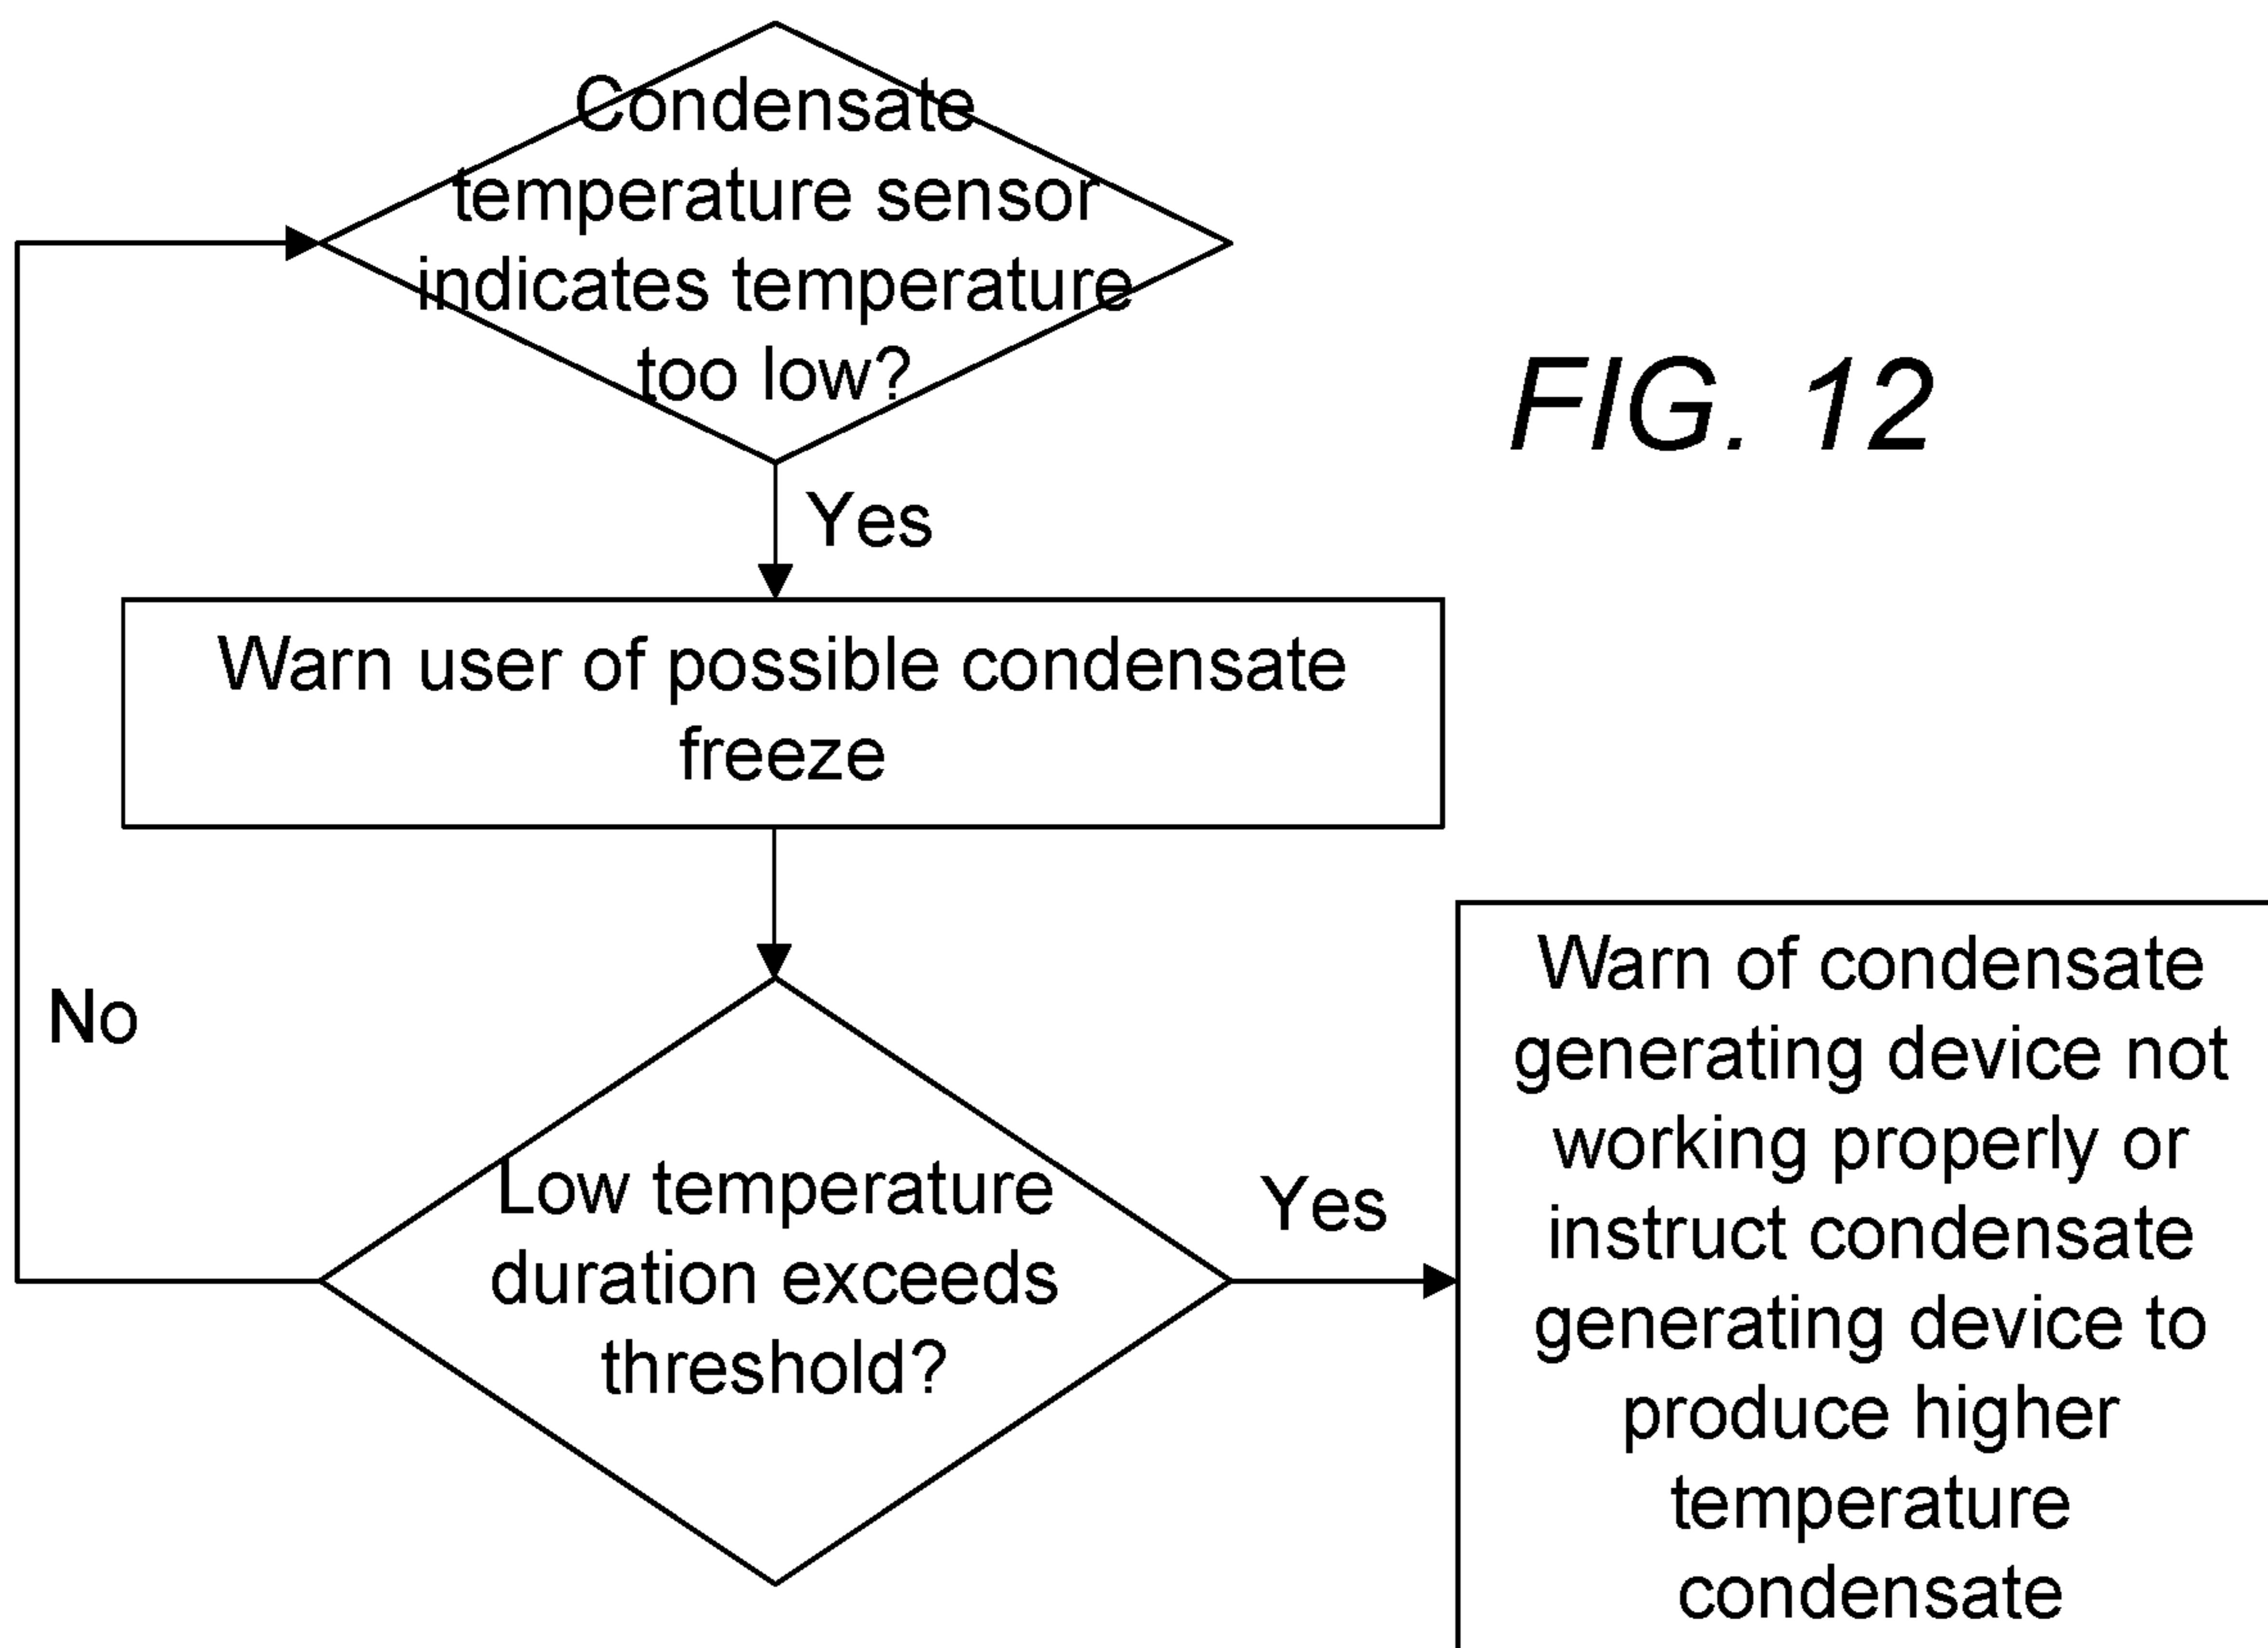 Condensate
temperature sensor
indicates temperature
too low?
FIG. 12
Yes
Warn user of possible condensate
freeze
No
Low temperature
duration exceeds
threshold?
Yes
Warn of condensate
generating device not
working properly or
instruct condensate
generating device to
produce higher
temperature
condensate